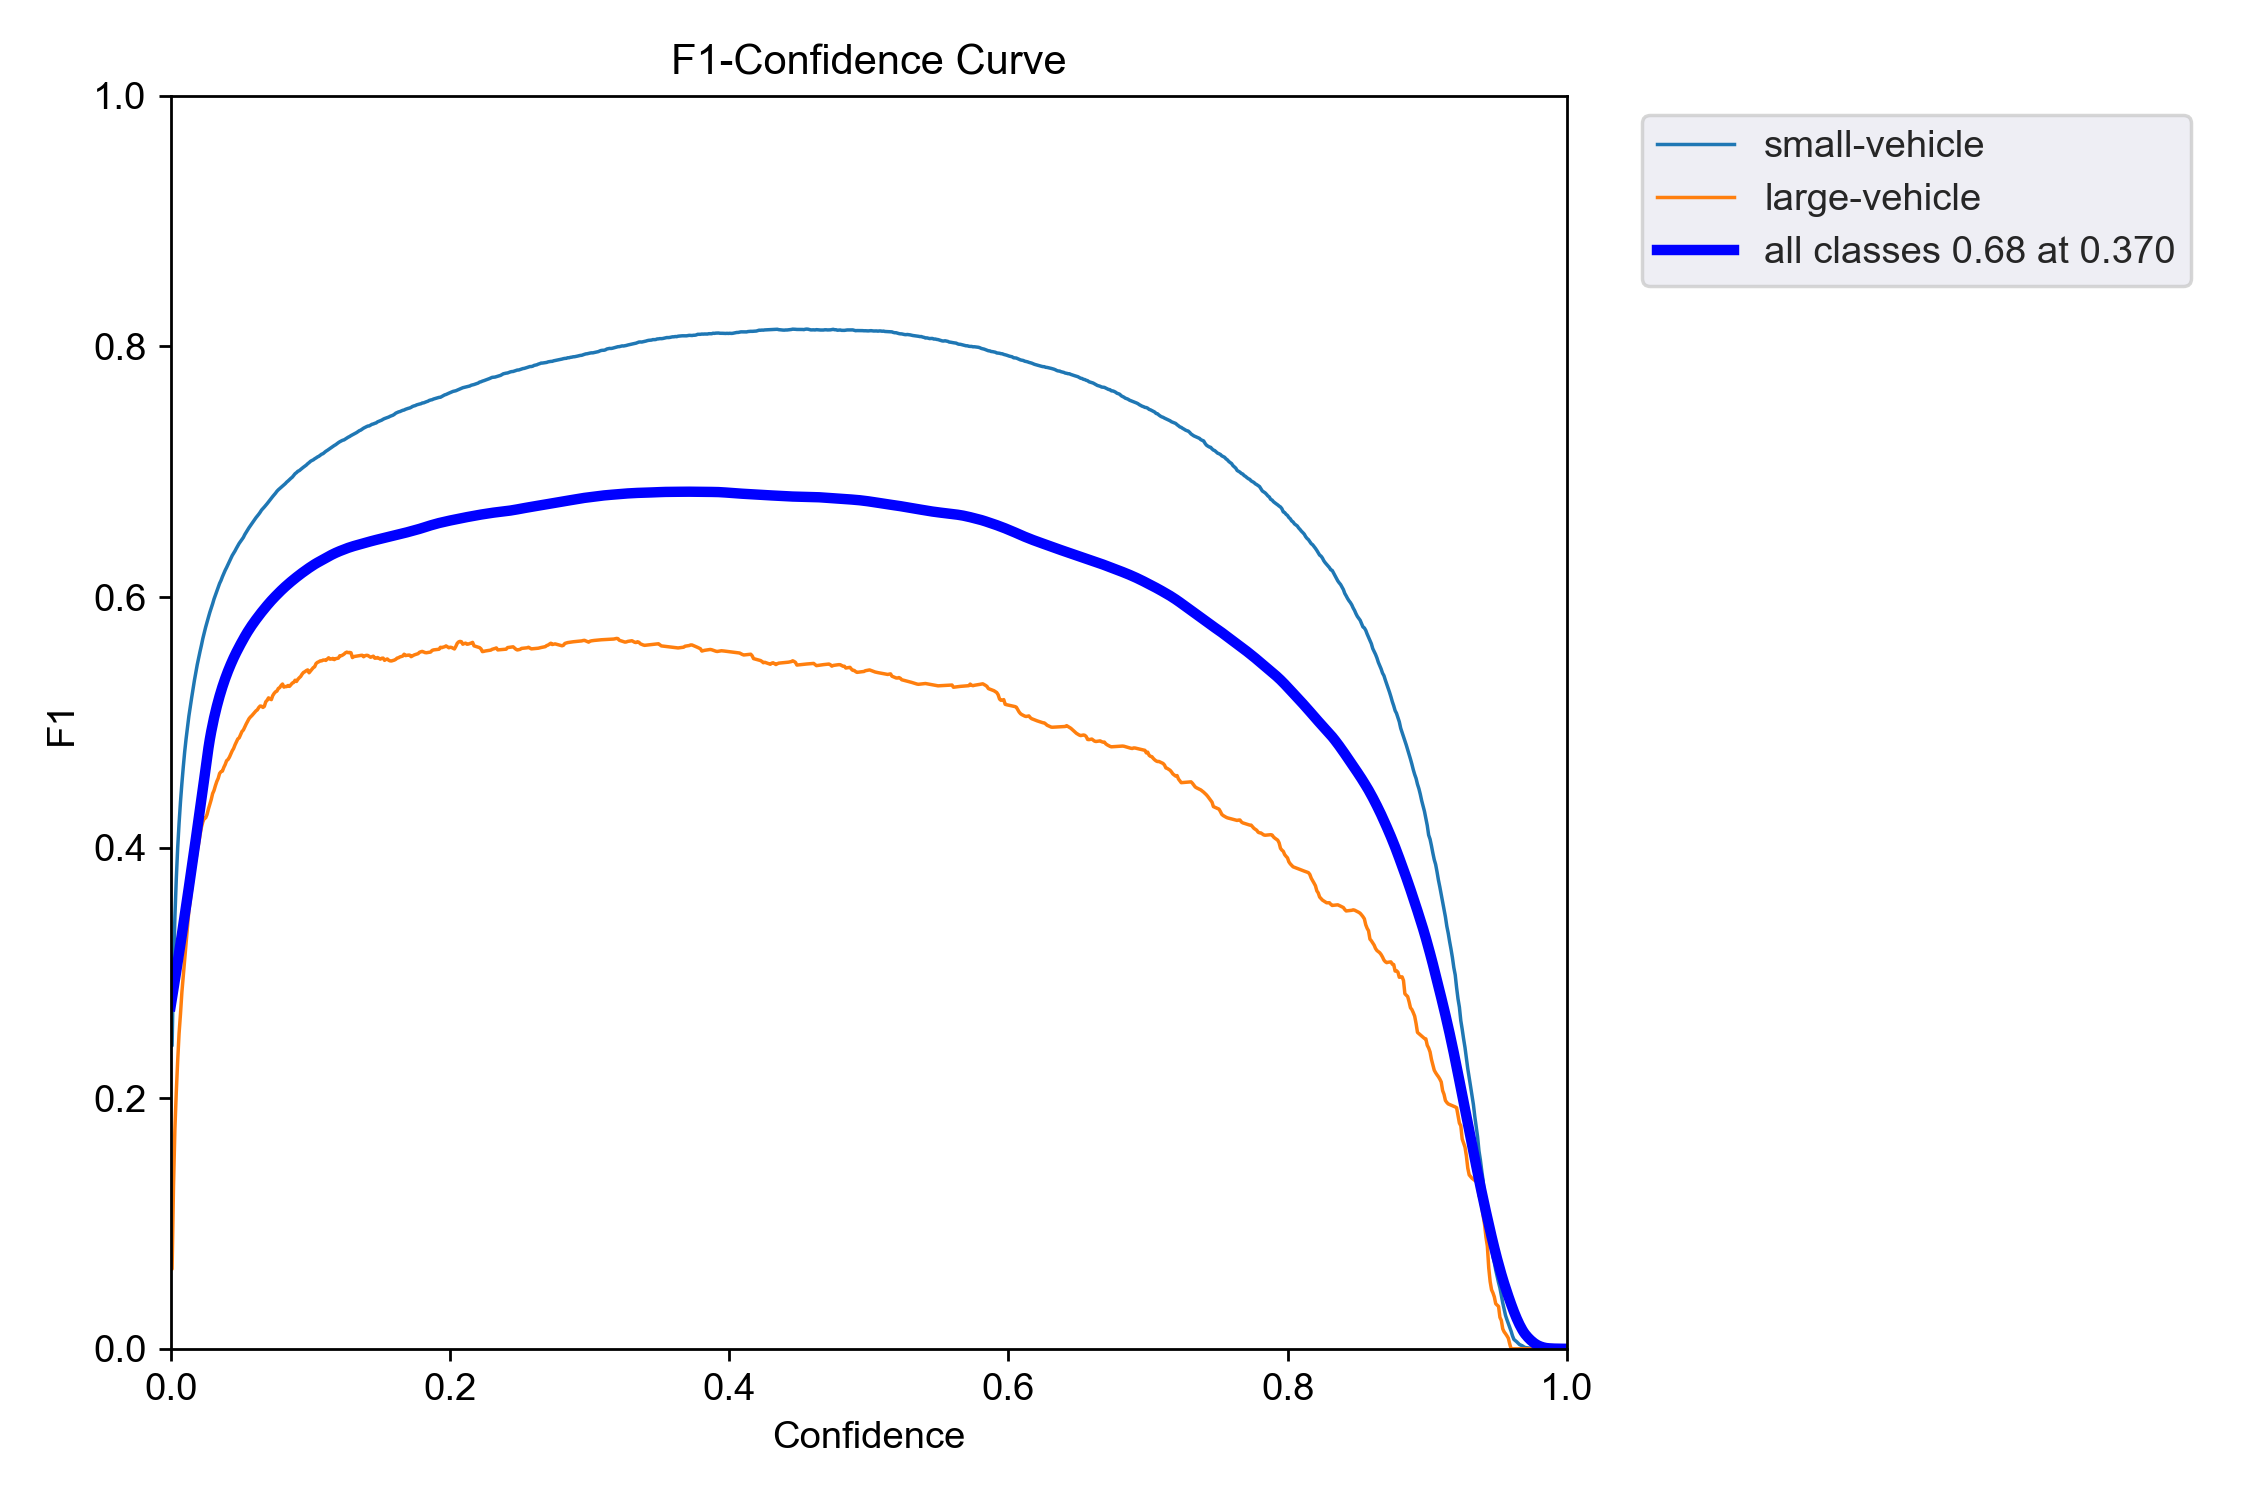 F1-Confidence Curve
1.0
0.8
0.6
0.4
0.2
0.0
F1
0.0 0.2 0.4 0.6 0.8 1.0
Confidence
small-vehicle
large-vehicle
all classes 0.68 at 0.370